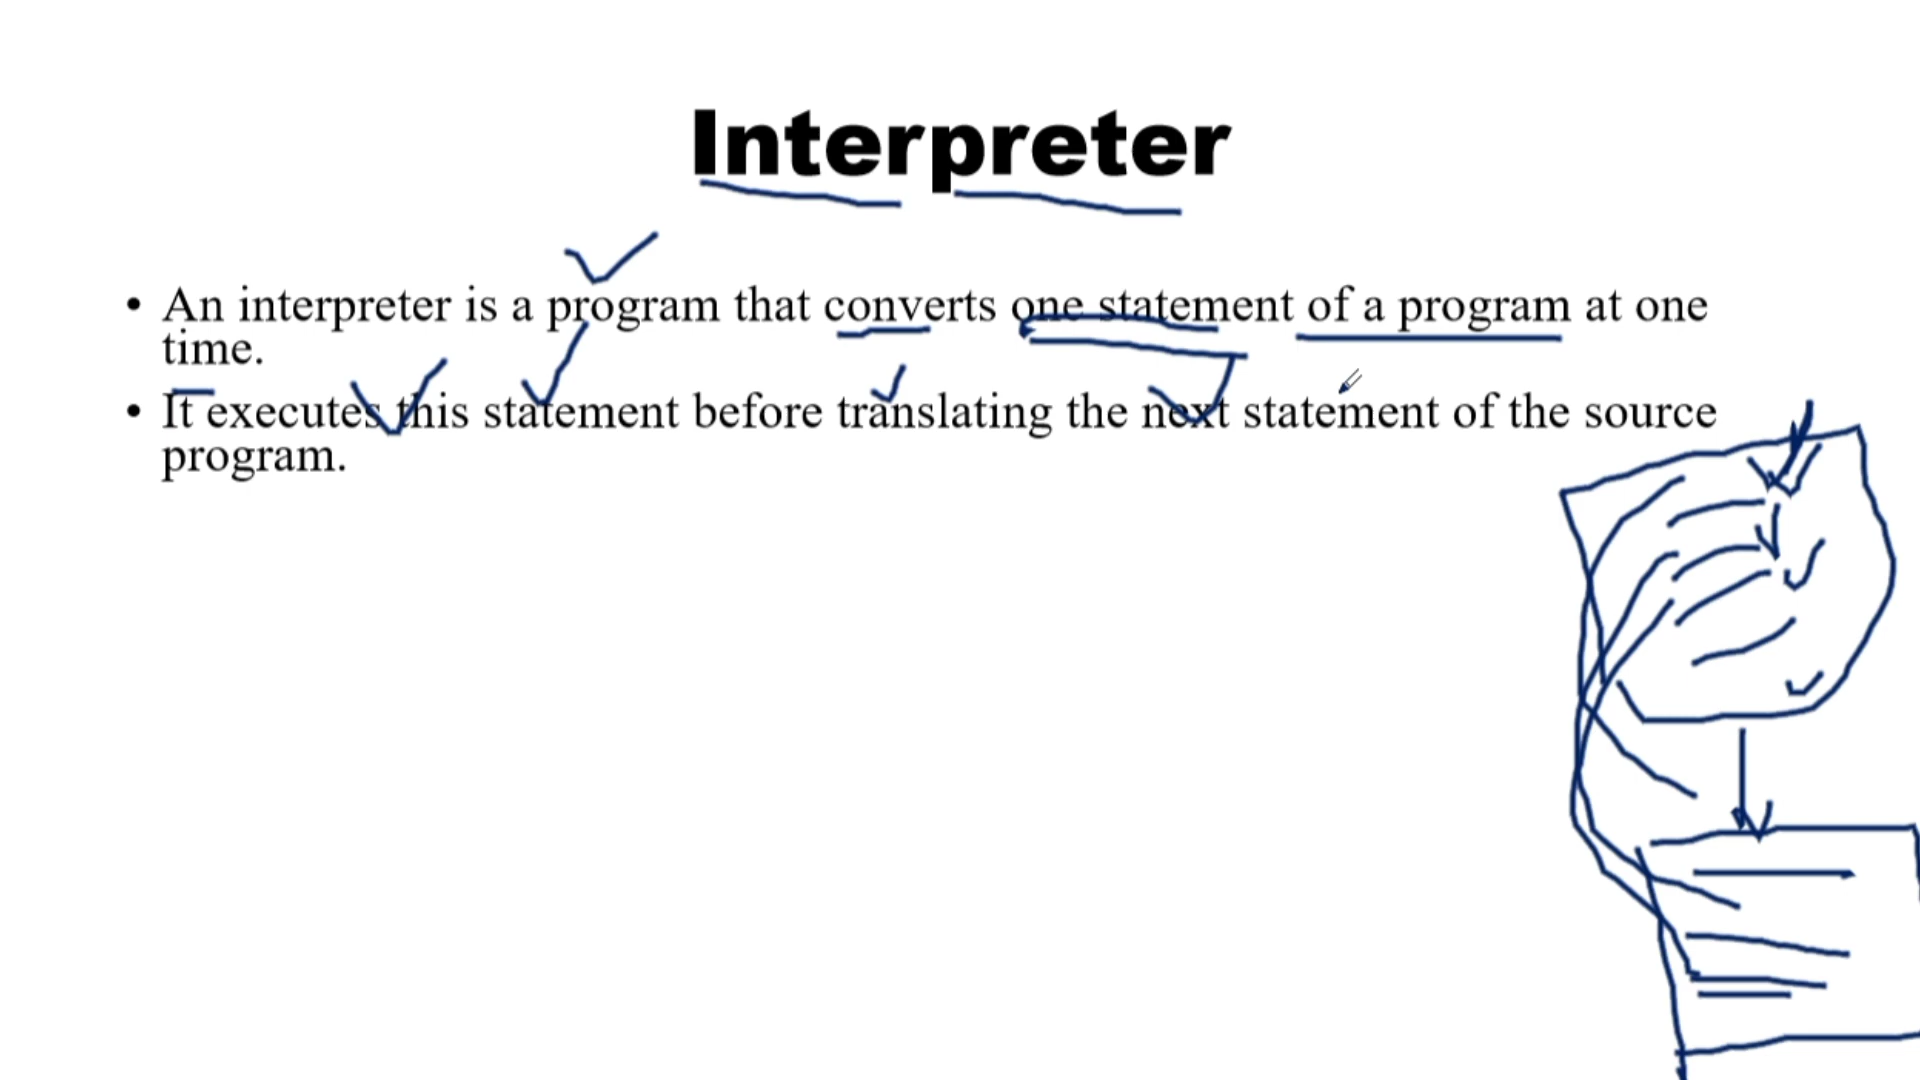 Interpreter
• An interpreter is a program that converts one statement of a program at one
time.
• It executes this statement before translating the next statement of the source
program.